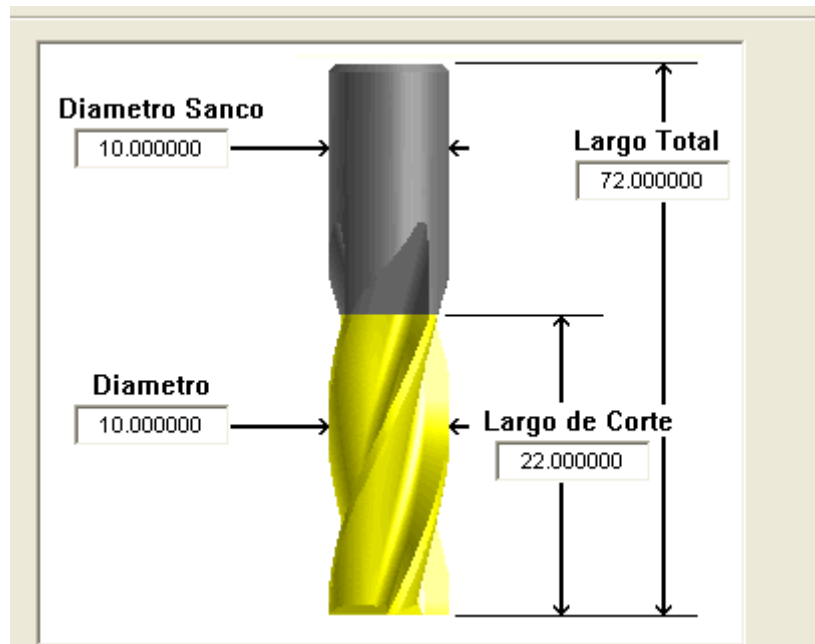 Diametro Sanco
10.000000
Largo Total
72.000000
Diametro
10.000000
Largo de Corte
22.000000